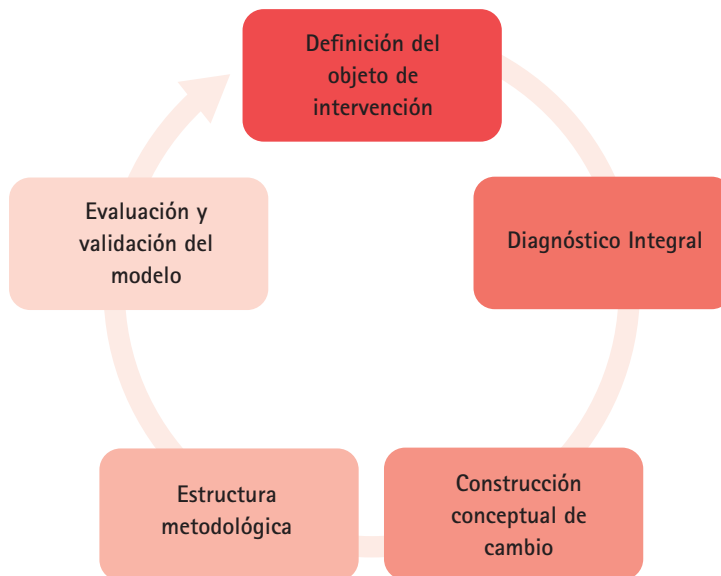 Definición del
objeto de
intervención
Diagnóstico Integral
Construcción
conceptual de
cambio
Estructura
metodológica
Evaluación y
validación del
modelo